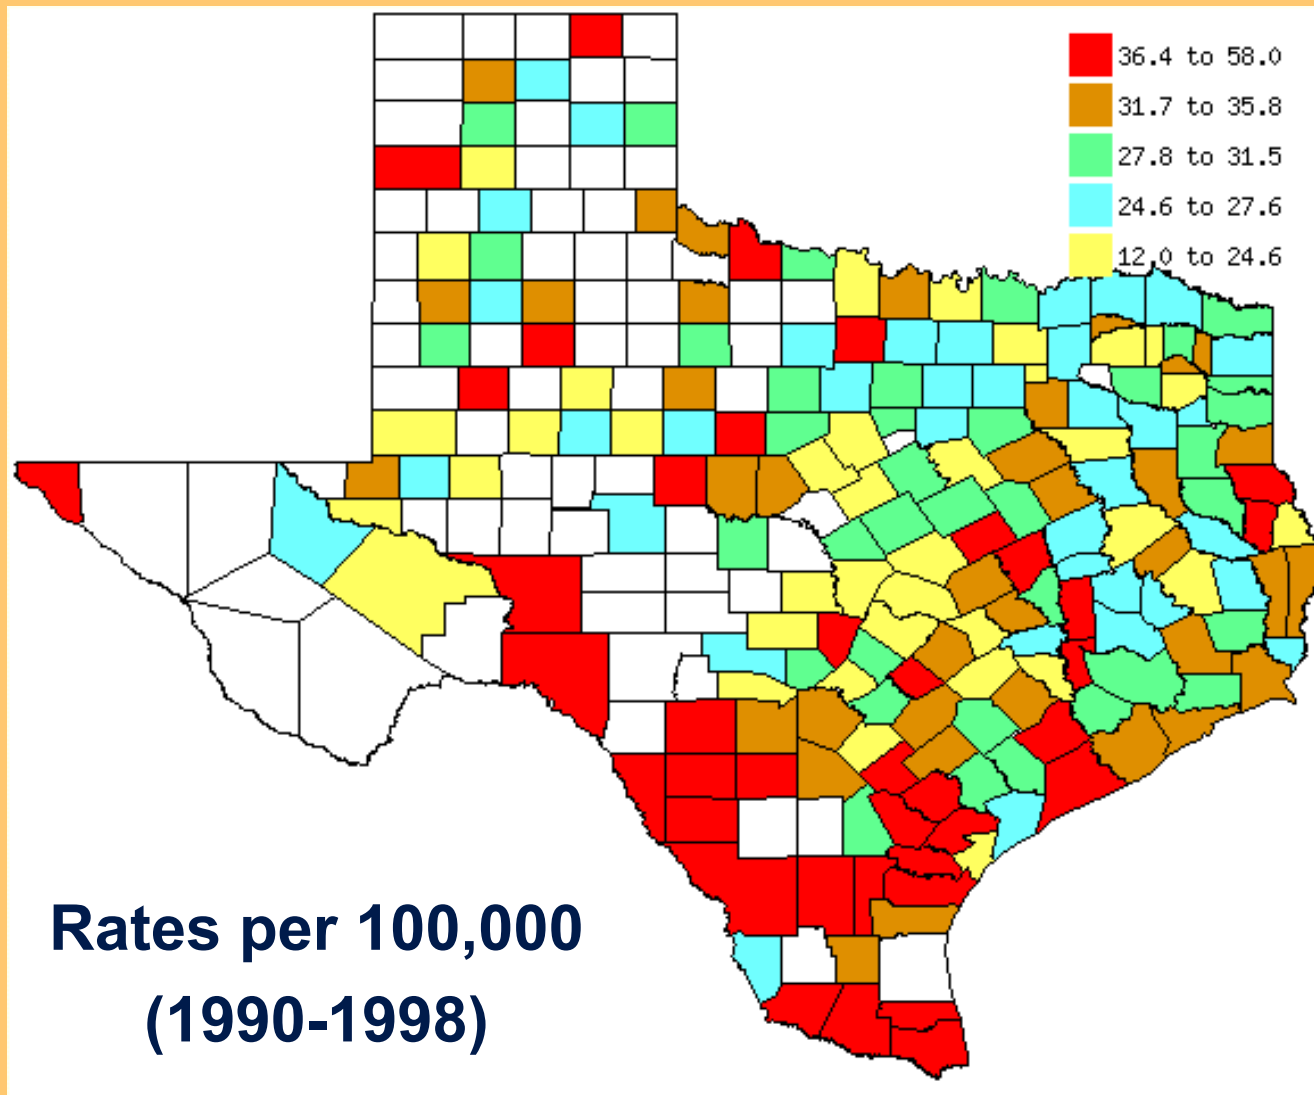 36.4 to 58.0
31.7 to 35.8
27.8 to 31.5
24.6 to 27.6
12.0 to 24.6
Rates per 100,000
(1990-1998)